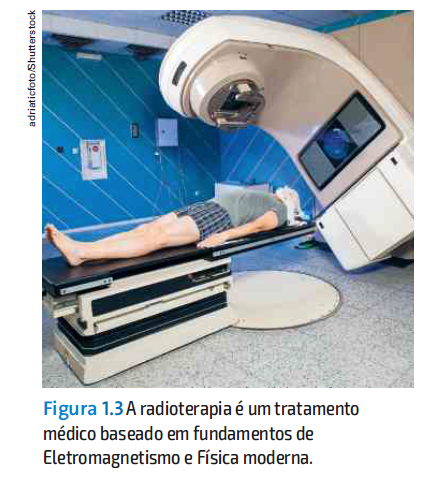 adriaticfoto/Shutterstock
Figura 1.3 A radioterapia é um tratamento
médico baseado em fundamentos de
Eletromagnetismo e Física moderna.